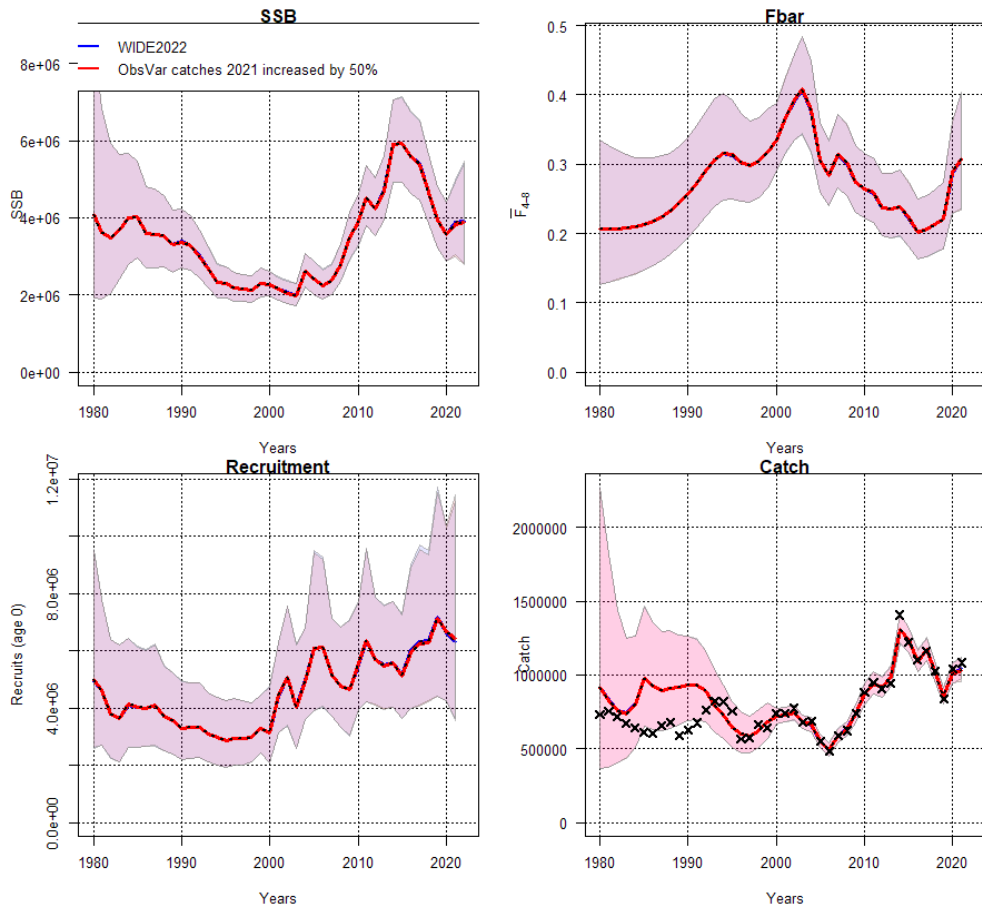 SSB
WIDE2022
ObsVar catches 2021 increased by 50%
SSB
8e+06
6e+06
4e+06
2e+06
0e+00
1980 1990 2000 2010 2020
Years
Fbar
F̅4-8
0.5
0.4
0.3
0.2
0.1
0.0
1980 1990 2000 2010 2020
Years
Recruitment
Recruits (age 0)
1.2e+07
8.0e+06
4.0e+06
0.0e+00
1980 1990 2000 2010 2020
Years
Catch
Catch
2000000
1500000
1000000
500000
0
1980 1990 2000 2010 2020
Years